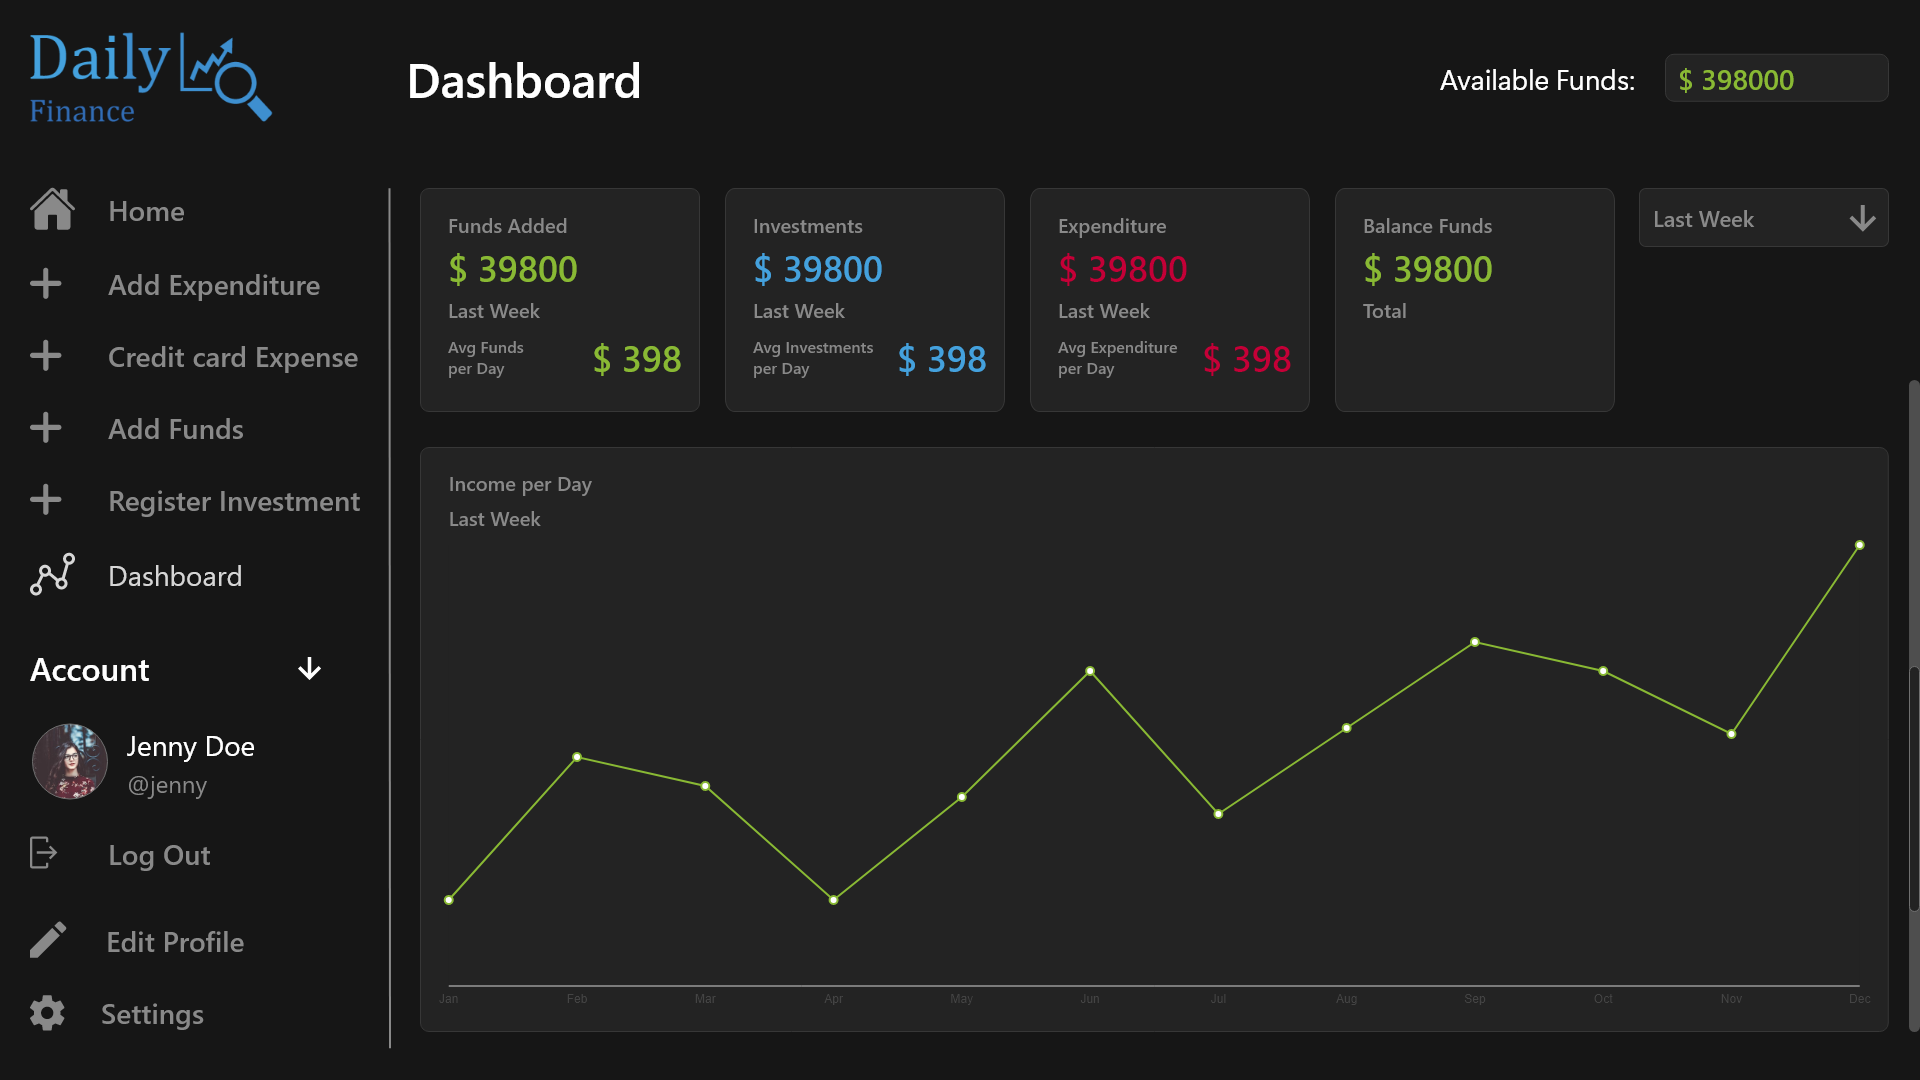 Daily
Finance
Dashboard
Available Funds:
$ 398000
Home
Add Expenditure
Credit card Expense
Add Funds
Register Investment
Dashboard
Account
Jenny Doe
@jenny
Log Out
Edit Profile
Settings
Funds Added
$ 39800
Last Week
Avg Funds
per Day
$ 398
Investments
$ 39800
Last Week
Avg Investments
per Day
$ 398
Expenditure
$ 39800
Last Week
Avg Expenditure
per Day
$ 398
Balance Funds
$ 39800
Total
Last Week
Income per Day
Last Week
Jan Feb Mar Apr May Jun Jul Aug Sep Oct Nov Dec